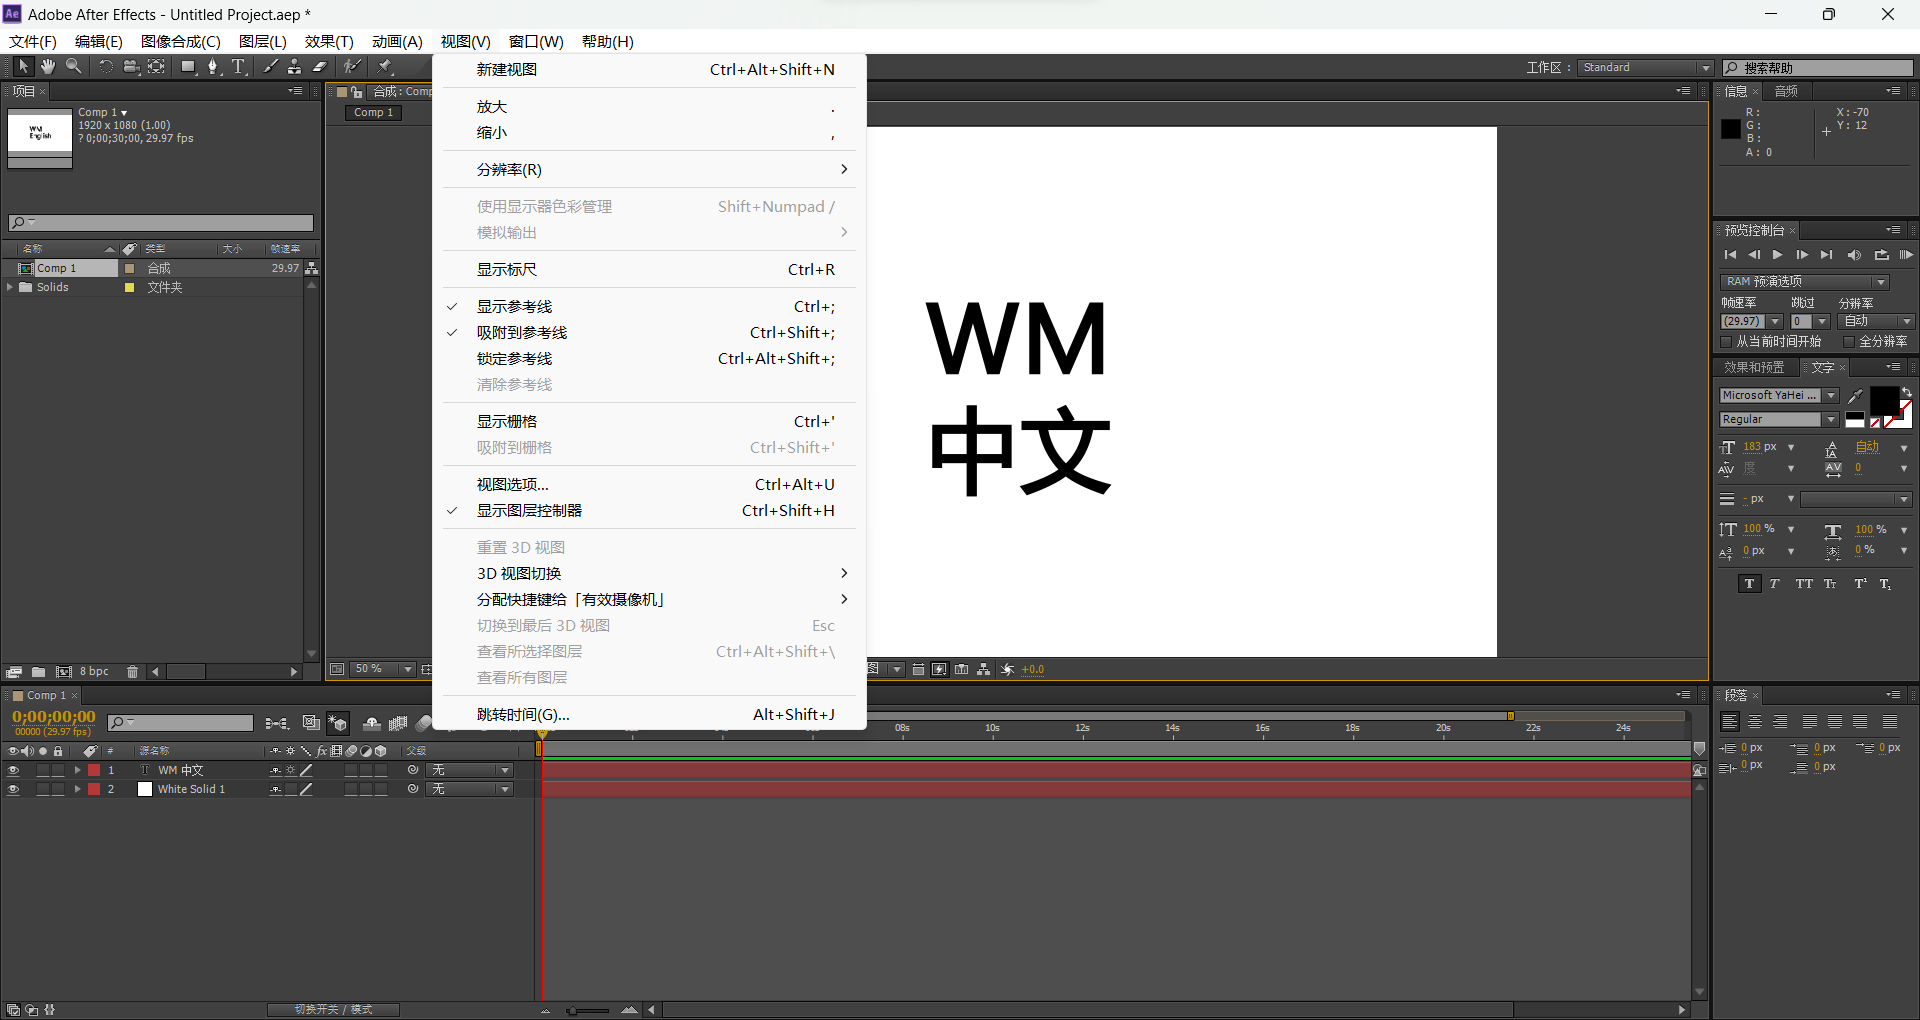 Adobe After Effects - Untitled Project.aep *
文件(F) 编辑(E) 图像合成(C) 图层(L) 效果(T) 动画(A) 视图(V) 窗口(W) 帮助(H)
工作区： Standard 搜索帮助
项目
Comp 1
1920 x 1080 (1.00)
? 0;00;30;00, 29.97 fps
名称 类型 大小 帧速率
Comp 1 合成 29.97
Solids 文件夹
8 bpc
合成: Comp
Comp 1
新建视图 Ctrl+Alt+Shift+N
放大 .
缩小 ,
分辨率(R)
使用显示器色彩管理 Shift+Numpad /
模拟输出
显示标尺 Ctrl+R
显示参考线 Ctrl+;
吸附到参考线 Ctrl+Shift+;
锁定参考线 Ctrl+Alt+Shift+;
清除参考线
显示栅格 Ctrl+'
吸附到栅格 Ctrl+Shift+'
视图选项... Ctrl+Alt+U
显示图层控制器 Ctrl+Shift+H
重置 3D 视图
3D 视图切换
分配快捷键给「有效摄像机」
切换到最后 3D 视图 Esc
查看所选择图层 Ctrl+Alt+Shift+\
查看所有图层
跳转时间(G)... Alt+Shift+J
WM
中文
50 %
图
+0.0
信息 音频
R :
G :
B :
A : 0
X : -70
Y : 12
预览控制台
RAM 预演选项
帧速率 跳过 分辨率
(29.97) 0 自动
从当前时间开始 全分辨率
效果和预置 文字
Microsoft YaHei ...
Regular
183 px 自动
度 0
- px
100 % 100 %
0 px 0 %
T T TT Tt T¹ T₁
Comp 1
0;00;00;00
00000 (29.97 fps)
# 源名称 父级
1 WM 中文 无
2 White Solid 1 无
08s 10s 12s 14s 16s 18s 20s 22s 24s
切换开关 / 模式
段落
0 px 0 px 0 px
0 px 0 px